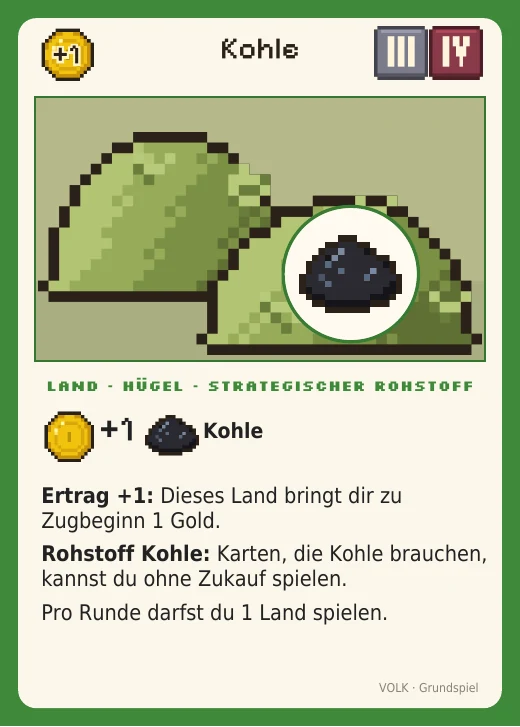 +1
Kohle
III IV
LAND - HÜGEL - STRATEGISCHER ROHSTOFF
+1 Kohle
Ertrag +1: Dieses Land bringt dir zu
Zugbeginn 1 Gold.
Rohstoff Kohle: Karten, die Kohle brauchen,
kannst du ohne Zukauf spielen.
Pro Runde darfst du 1 Land spielen.
VOLK · Grundspiel